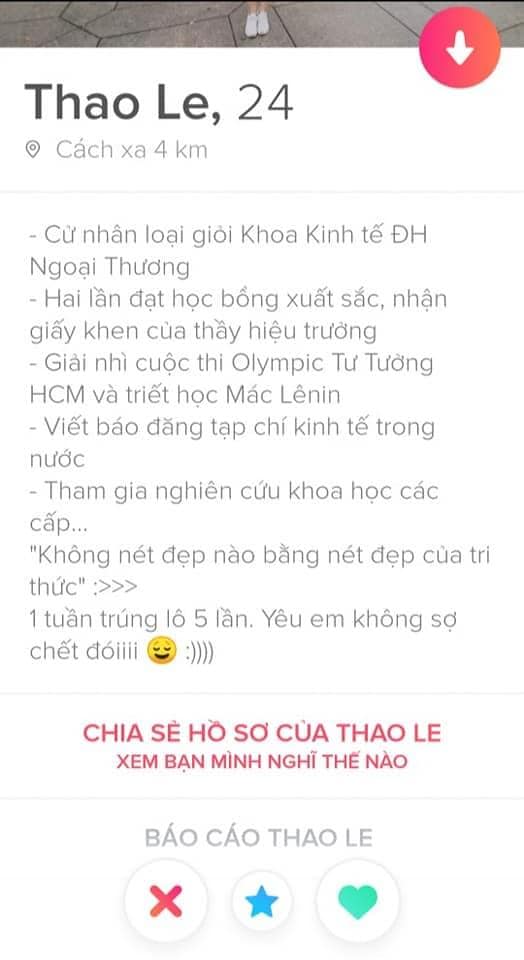 Thao Le, 24
Cách xa 4 km
- Cử nhân loại giỏi Khoa Kinh tế ĐH
Ngoại Thương
- Hai lần đạt học bổng xuất sắc, nhận
giấy khen của thầy hiệu trưởng
- Giải nhì cuộc thi Olympic Tư Tưởng
HCM và triết học Mác Lênin
- Viết báo đăng tạp chí kinh tế trong
nước
- Tham gia nghiên cứu khoa học các
cấp...
"Không nét đẹp nào bằng nét đẹp của tri
thức" :>>>
1 tuần trúng lô 5 lần. Yêu em không sợ
chết đóiiii 😌 :))))
CHIA SẺ HỒ SƠ CỦA THAO LE
XEM BẠN MÌNH NGHĨ THẾ NÀO
BÁO CÁO THAO LE